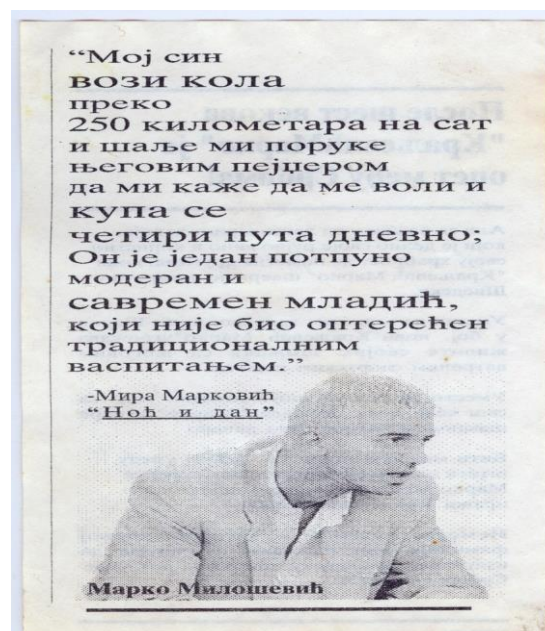 “Мој син
вози кола
преко
250 километара на сат
и шаље ми поруке
његовим пејџером
да ми каже да ме воли и
купа се
четири пута дневно;
Он је један потпуно
модеран и
савремен младић,
који није био оптерећен
традиционалним
васпитањем.”
-Мира Марковић
“Ноћ и дан”
Марко Милошевић